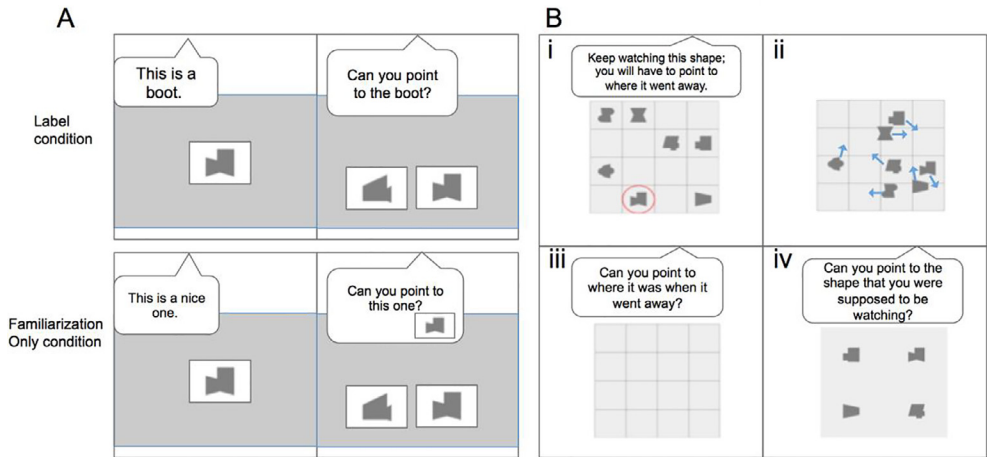 A
B
This is a
boot.
Can you point
to the boot?
Label
condition
This is a nice
one.
Can you point to
this one?
Familiarization
Only condition
i
Keep watching this shape;
you will have to point to
where it went away.
ii
iii
Can you point to
where it was when it
went away?
iv
Can you point to the
shape that you were
supposed to be
watching?